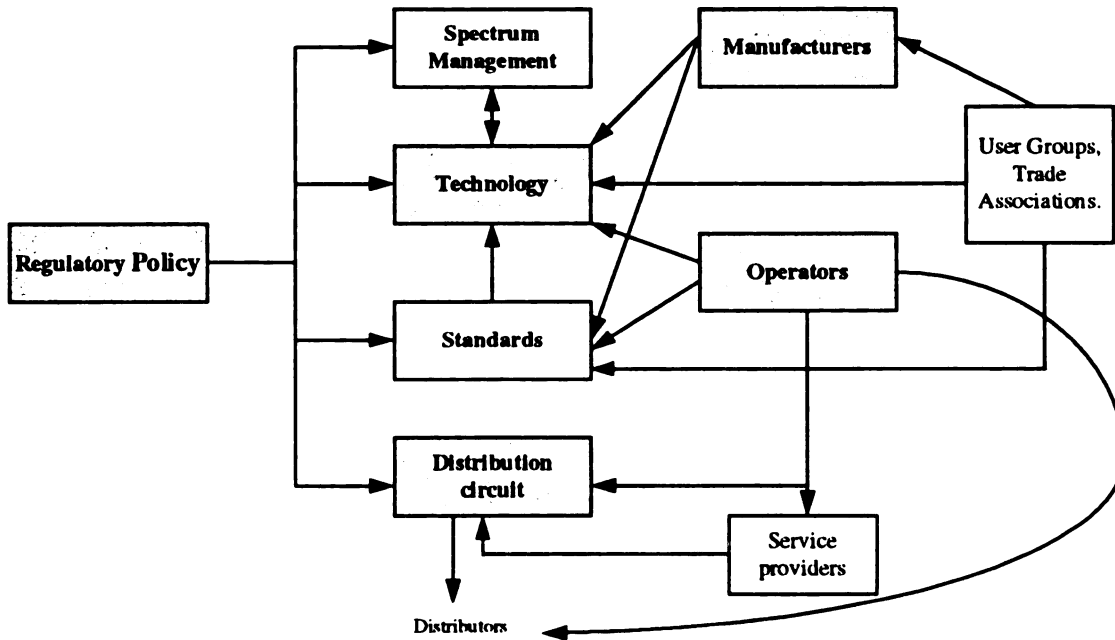 Spectrum
Management
Manufacturers
User Groups,
Trade
Associations.
Technology
Regulatory Policy
Operators
Standards
Distribution
circuit
Service
providers
Distributors